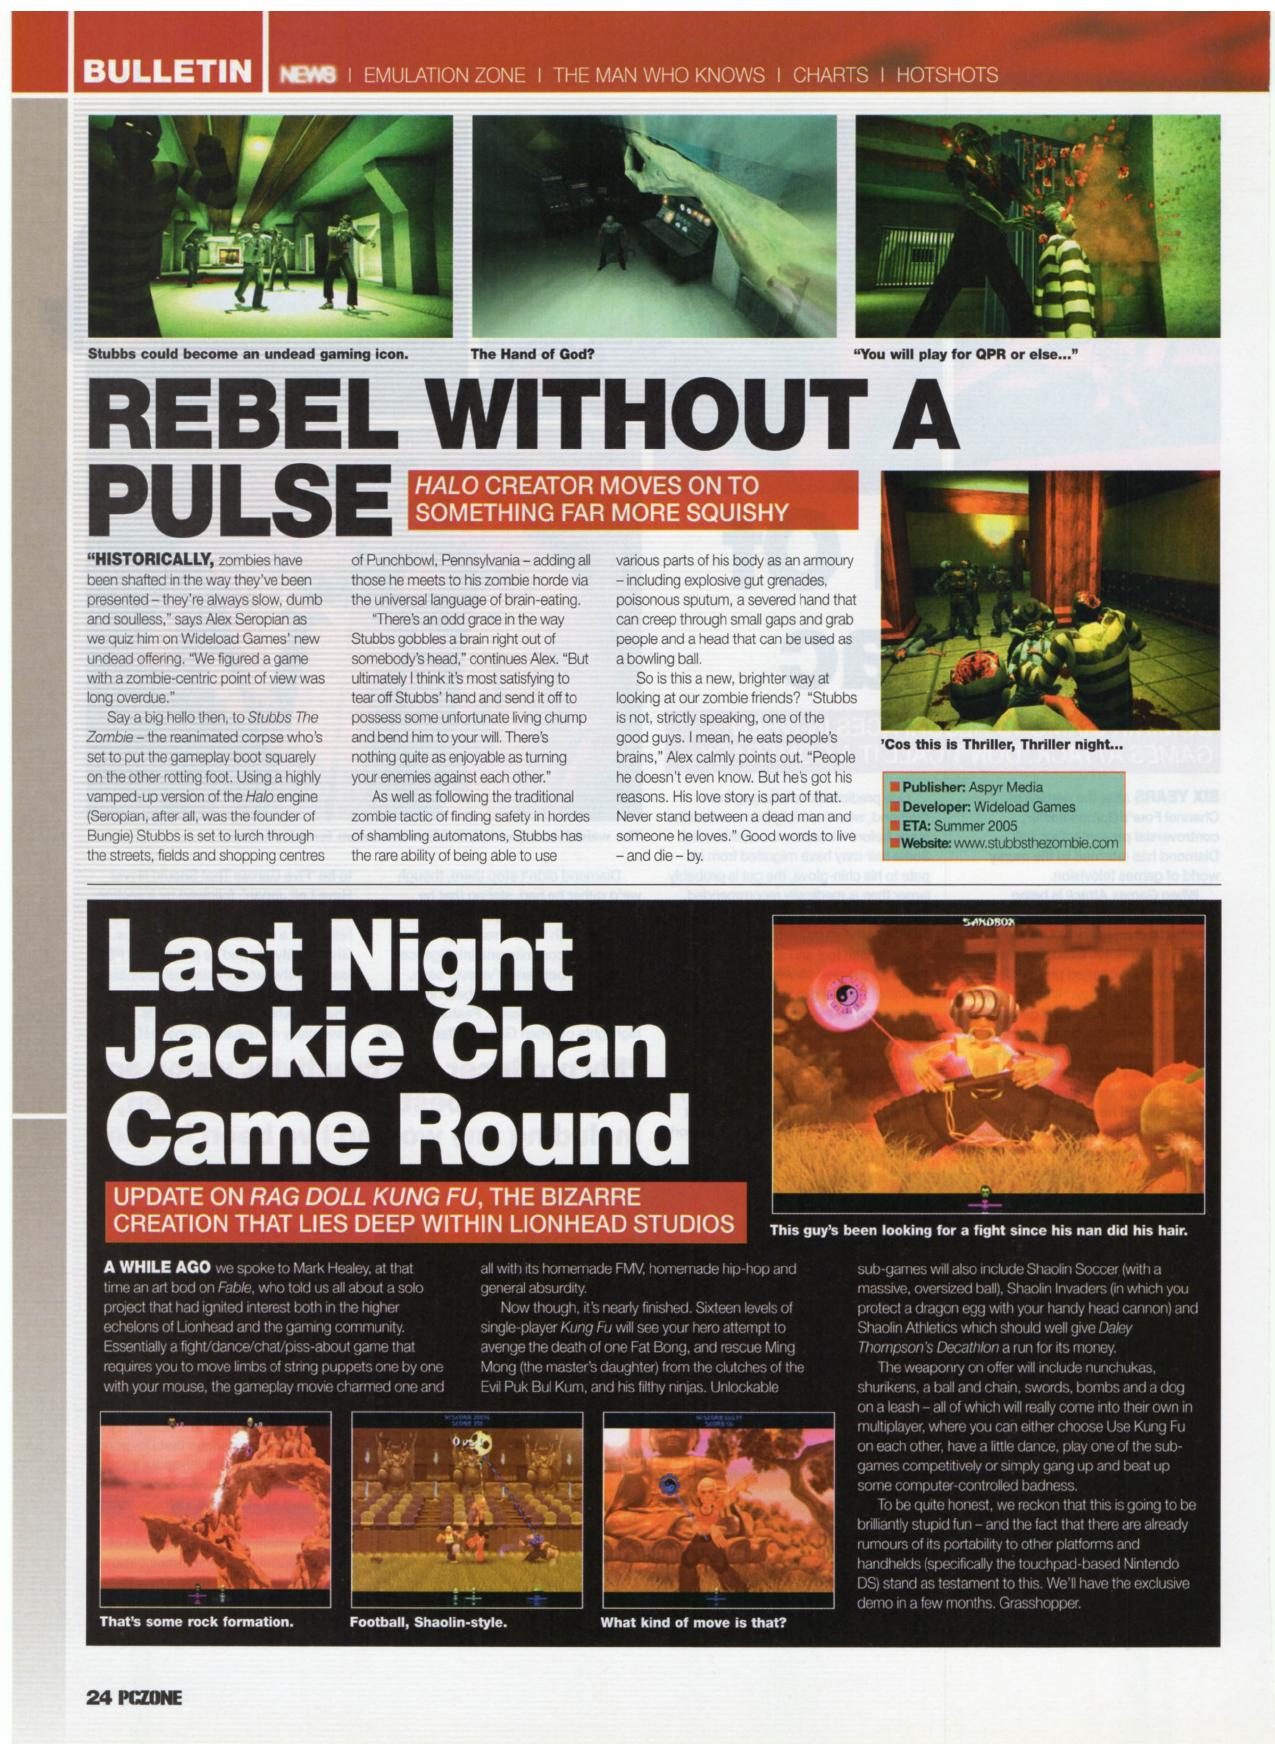 BULLETIN
NEWS | EMULATION ZONE | THE MAN WHO KNOWS | CHARTS | HOTSHOTS
Stubbs could become an undead gaming icon.
The Hand of God?
“You will play for QPR or else...”
REBEL WITHOUT A
PULSE
HALO CREATOR MOVES ON TO
SOMETHING FAR MORE SQUISHY
“HISTORICALLY, zombies have
been shafted in the way they’ve been
presented – they’re always slow, dumb
and soulless,” says Alex Seropian as
we quiz him on Wideload Games’ new
undead offering. “We figured a game
with a zombie-centric point of view was
long overdue.”
Say a big hello then, to Stubbs The
Zombie – the reanimated corpse who’s
set to put the gameplay boot squarely
on the other rotting foot. Using a highly
vamped-up version of the Halo engine
(Seropian, after all, was the founder of
Bungie) Stubbs is set to lurch through
the streets, fields and shopping centres
of Punchbowl, Pennsylvania – adding all
those he meets to his zombie horde via
the universal language of brain-eating.
“There’s an odd grace in the way
Stubbs gobbles a brain right out of
somebody’s head,” continues Alex. “But
ultimately I think it’s most satisfying to
tear off Stubbs’ hand and send it off to
possess some unfortunate living chump
and bend him to your will. There’s
nothing quite as enjoyable as turning
your enemies against each other.”
As well as following the traditional
zombie tactic of finding safety in hordes
of shambling automatons, Stubbs has
the rare ability of being able to use
various parts of his body as an armoury
– including explosive gut grenades,
poisonous sputum, a severed hand that
can creep through small gaps and grab
people and a head that can be used as
a bowling ball.
So is this a new, brighter way at
looking at our zombie friends? “Stubbs
is not, strictly speaking, one of the
good guys. I mean, he eats people’s
brains,” Alex calmly points out. “People
he doesn’t even know. But he’s got his
reasons. His love story is part of that.
Never stand between a dead man and
someone he loves.” Good words to live
– and die – by.
’Cos this is Thriller, Thriller night...
Publisher: Aspyr Media
Developer: Wideload Games
ETA: Summer 2005
Website: www.stubbsthezombie.com
Last Night
Jackie Chan
Came Round
UPDATE ON RAG DOLL KUNG FU, THE BIZARRE
CREATION THAT LIES DEEP WITHIN LIONHEAD STUDIOS
SANDBOX
This guy’s been looking for a fight since his nan did his hair.
A WHILE AGO we spoke to Mark Healey, at that
time an art bod on Fable, who told us all about a solo
project that had ignited interest both in the higher
echelons of Lionhead and the gaming community.
Essentially a fight/dance/chat/piss-about game that
requires you to move limbs of string puppets one by one
with your mouse, the gameplay movie charmed one and
all with its homemade FMV, homemade hip-hop and
general absurdity.
Now though, it’s nearly finished. Sixteen levels of
single-player Kung Fu will see your hero attempt to
avenge the death of one Fat Bong, and rescue Ming
Mong (the master’s daughter) from the clutches of the
Evil Puk Bul Kum, and his filthy ninjas. Unlockable
sub-games will also include Shaolin Soccer (with a
massive, oversized ball), Shaolin Invaders (in which you
protect a dragon egg with your handy head cannon) and
Shaolin Athletics which should well give Daley
Thompson’s Decathlon a run for its money.
The weaponry on offer will include nunchukas,
shurikens, a ball and chain, swords, bombs and a dog
on a leash – all of which will really come into their own in
multiplayer, where you can either choose Use Kung Fu
on each other, have a little dance, play one of the sub-
games competitively or simply gang up and beat up
some computer-controlled badness.
To be quite honest, we reckon that this is going to be
brilliantly stupid fun – and the fact that there are already
rumours of its portability to other platforms and
handhelds (specifically the touchpad-based Nintendo
DS) stand as testament to this. We’ll have the exclusive
demo in a few months. Grasshopper.
That’s some rock formation.
Football, Shaolin-style.
What kind of move is that?
24 PCZONE